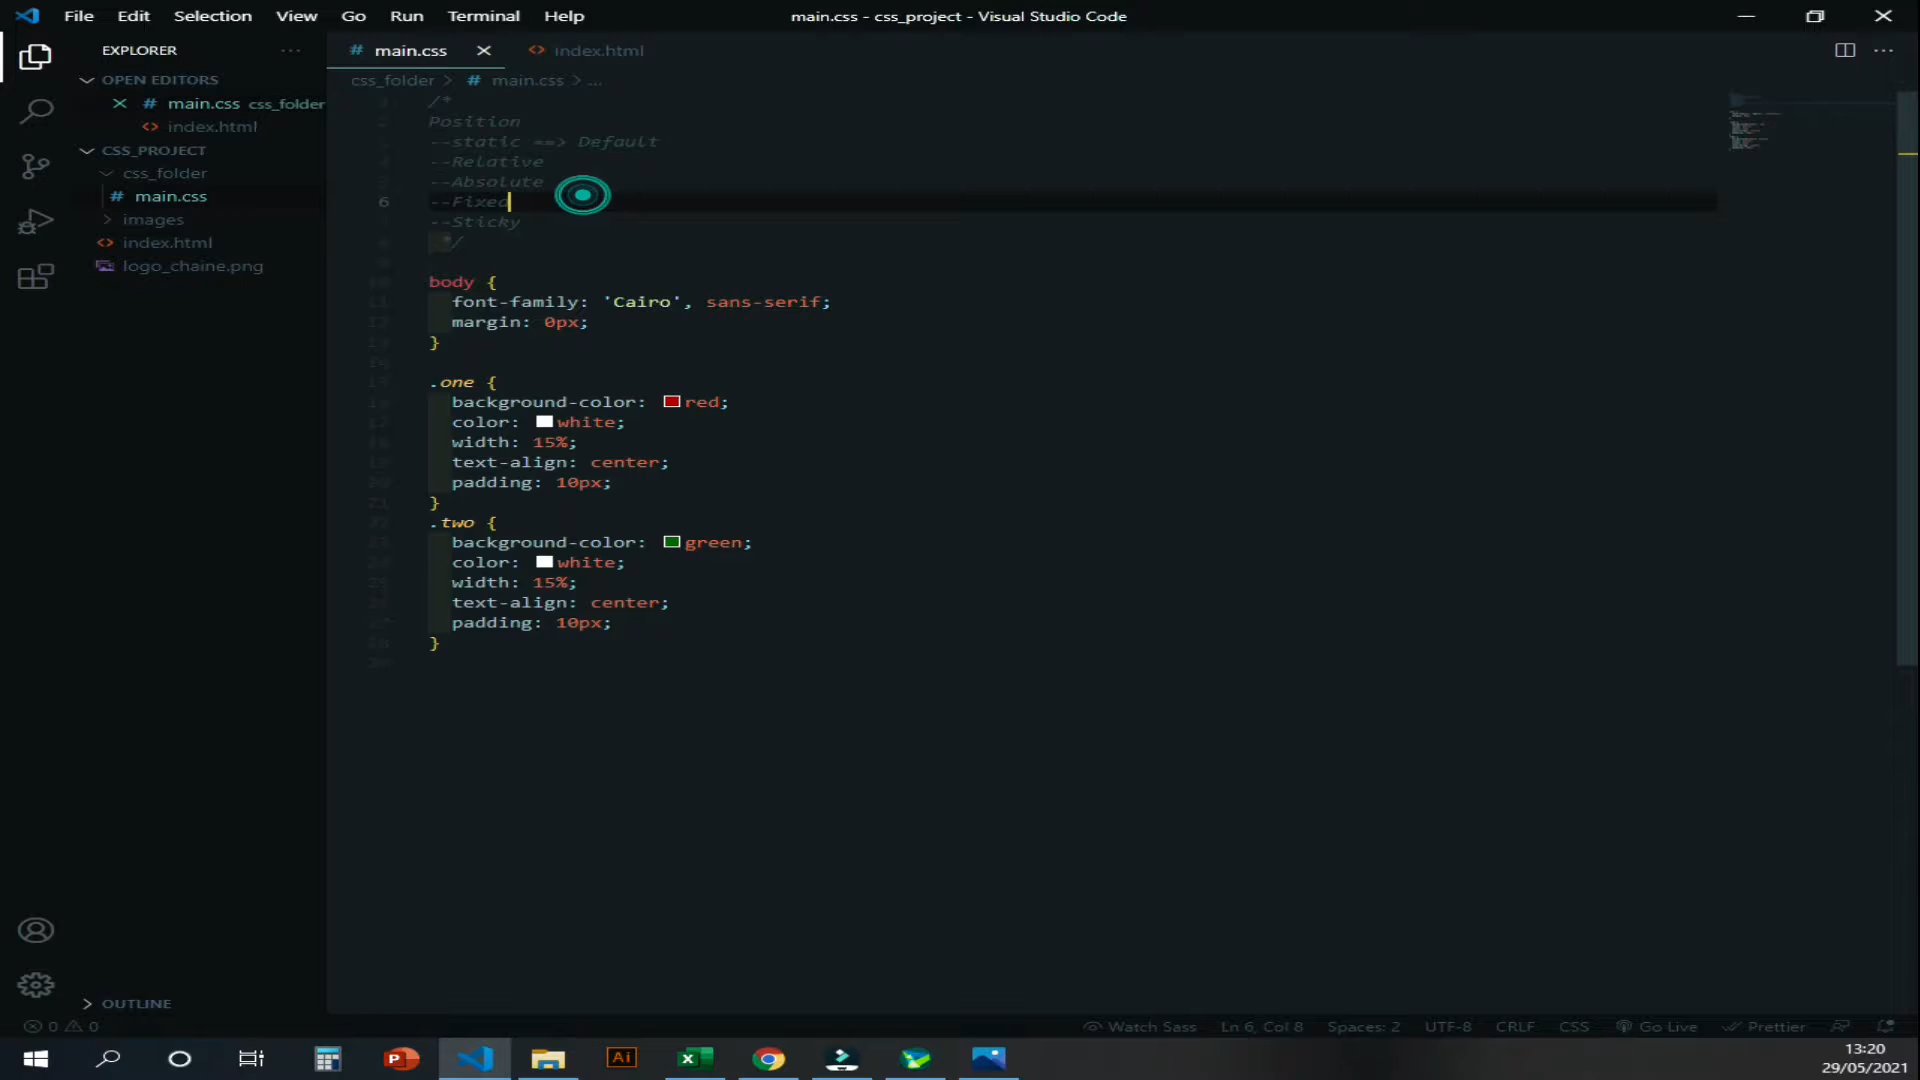 File Edit Selection View Go Run Terminal Help
main.css - css_project - Visual Studio Code
EXPLORER
OPEN EDITORS
main.css css_folder
index.html
CSS_PROJECT
css_folder
main.css
images
index.html
logo_chaine.png
OUTLINE
main.css index.html
css_folder > # main.css > ...
/*
Position
--static ==> Default
--Relative
--Absolute
6 --Fixed
--Sticky
*/
body {
font-family: 'Cairo', sans-serif;
margin: 0px;
}
.one {
background-color: red;
color: white;
width: 15%;
text-align: center;
padding: 10px;
}
.two {
background-color: green;
color: white;
width: 15%;
text-align: center;
padding: 10px;
}
0 0 Watch Sass Ln 6, Col 8 Spaces: 2 UTF-8 CRLF CSS Go Live Prettier
Ai
13:20
29/05/2021